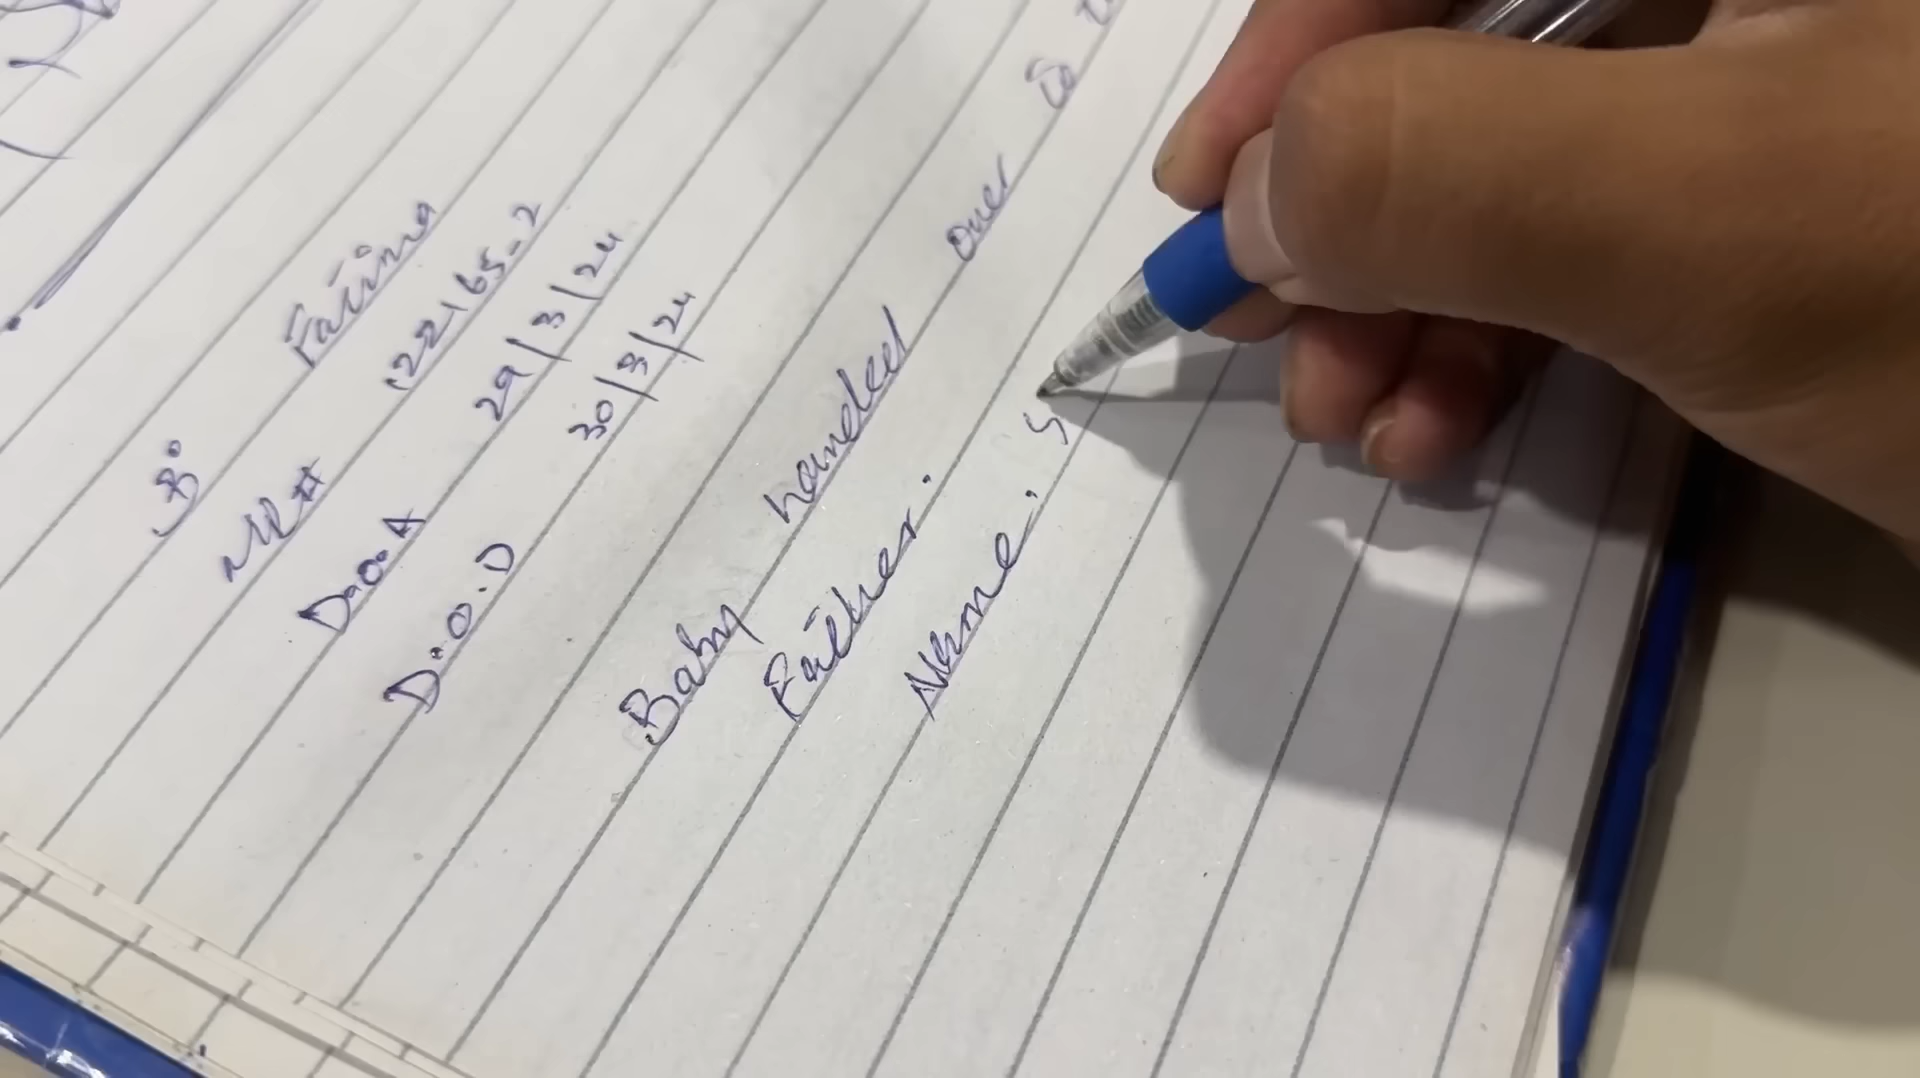 B° Fatima
MR# 122165-2
D.O.A 29/3/24
D.O.D 30/3/24
Baby handed over to
Father.
Name: S